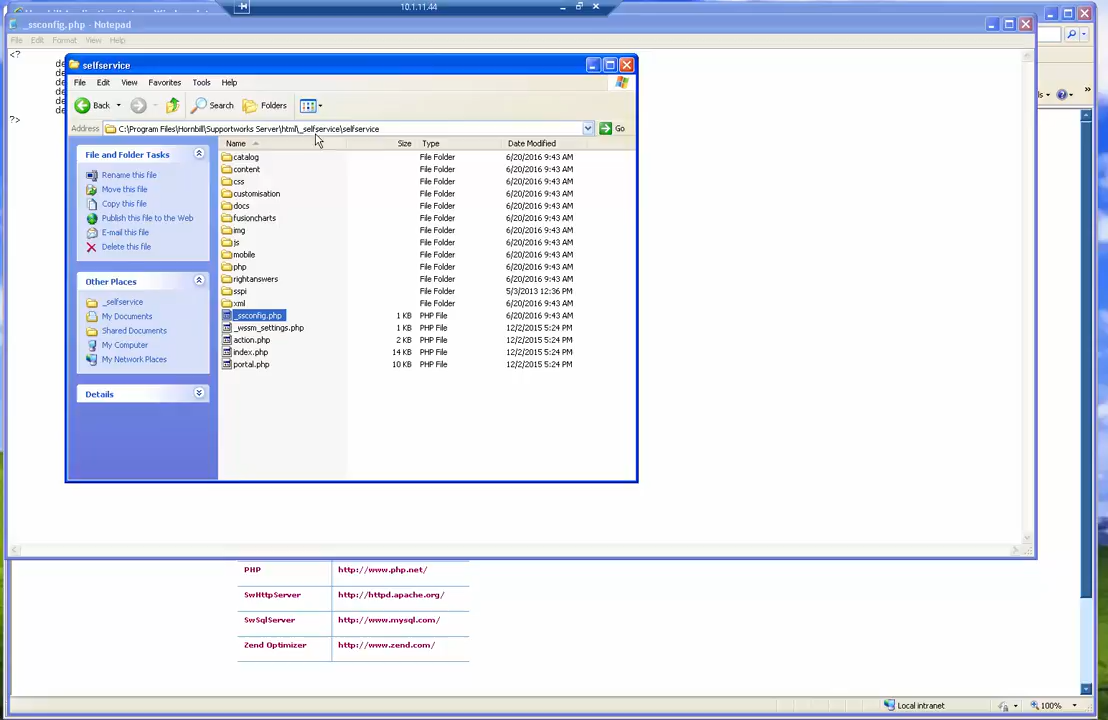 10.1.11.44
_ssconfig.php - Notepad
File Edit Format View Help
<?
de
de
de
de
de
de
?>
selfservice
File Edit View Favorites Tools Help
Back Search Folders
Address C:\Program Files\Hornbill\Supportworks Server\html\_selfservice\selfservice Go
File and Folder Tasks
Rename this file
Move this file
Copy this file
Publish this file to the Web
E-mail this file
Delete this file
Other Places
_selfservice
My Documents
Shared Documents
My Computer
My Network Places
Details
Name Size Type Date Modified
catalog File Folder 6/20/2016 9:43 AM
content File Folder 6/20/2016 9:43 AM
css File Folder 6/20/2016 9:43 AM
customisation File Folder 6/20/2016 9:43 AM
docs File Folder 6/20/2016 9:43 AM
fusioncharts File Folder 6/20/2016 9:43 AM
img File Folder 6/20/2016 9:43 AM
js File Folder 6/20/2016 9:43 AM
mobile File Folder 6/20/2016 9:43 AM
php File Folder 6/20/2016 9:43 AM
rightanswers File Folder 6/20/2016 9:43 AM
sspi File Folder 5/3/2013 12:36 PM
xml File Folder 6/20/2016 9:43 AM
_ssconfig.php 1 KB PHP File 6/20/2016 9:43 AM
_wssm_settings.php 1 KB PHP File 12/2/2015 5:24 PM
action.php 2 KB PHP File 12/2/2015 5:24 PM
index.php 14 KB PHP File 12/2/2015 5:24 PM
portal.php 10 KB PHP File 12/2/2015 5:24 PM
PHP http://www.php.net/
SwHttpServer http://httpd.apache.org/
SwSqlServer http://www.mysql.com/
Zend Optimizer http://www.zend.com/
Local intranet 100%